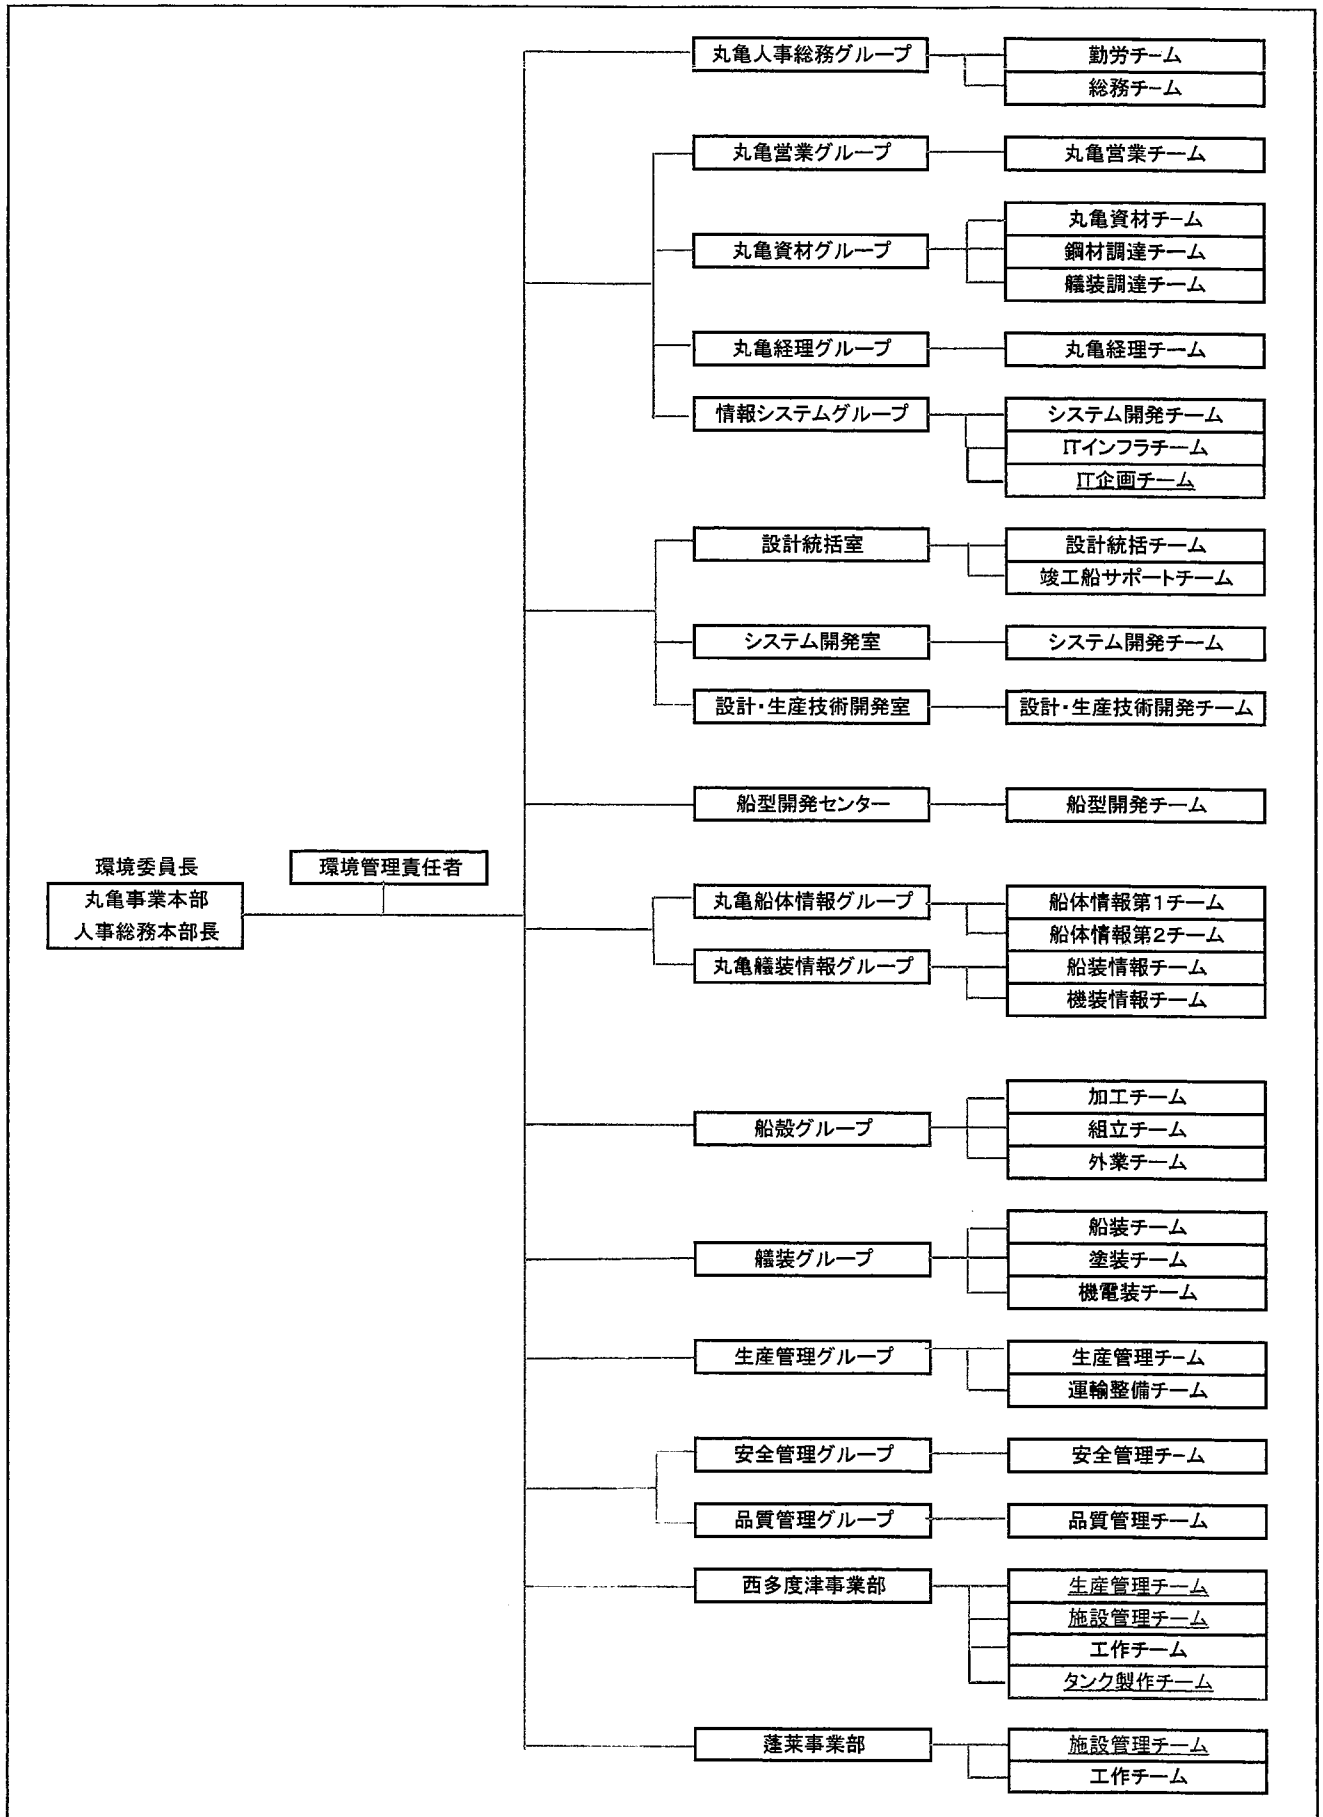 丸亀人事総務グループ
勤労チーム
総務チーム
丸亀営業グループ
丸亀営業チーム
丸亀資材グループ
丸亀資材チーム
鋼材調達チーム
艤装調達チーム
丸亀経理グループ
丸亀経理チーム
情報システムグループ
システム開発チーム
ITインフラチーム
IT企画チーム
設計統括室
設計統括チーム
竣工船サポートチーム
システム開発室
システム開発チーム
設計・生産技術開発室
設計・生産技術開発チーム
船型開発センター
船型開発チーム
環境委員長
丸亀事業本部
人事総務本部長
環境管理責任者
丸亀船体情報グループ
船体情報第1チーム
船体情報第2チーム
丸亀艤装情報グループ
船装情報チーム
機装情報チーム
船殻グループ
加工チーム
組立チーム
外業チーム
艤装グループ
船装チーム
塗装チーム
機電装チーム
生産管理グループ
生産管理チーム
運輸整備チーム
安全管理グループ
安全管理チーム
品質管理グループ
品質管理チーム
西多度津事業部
生産管理チーム
施設管理チーム
工作チーム
タンク製作チーム
蓬莱事業部
施設管理チーム
工作チーム